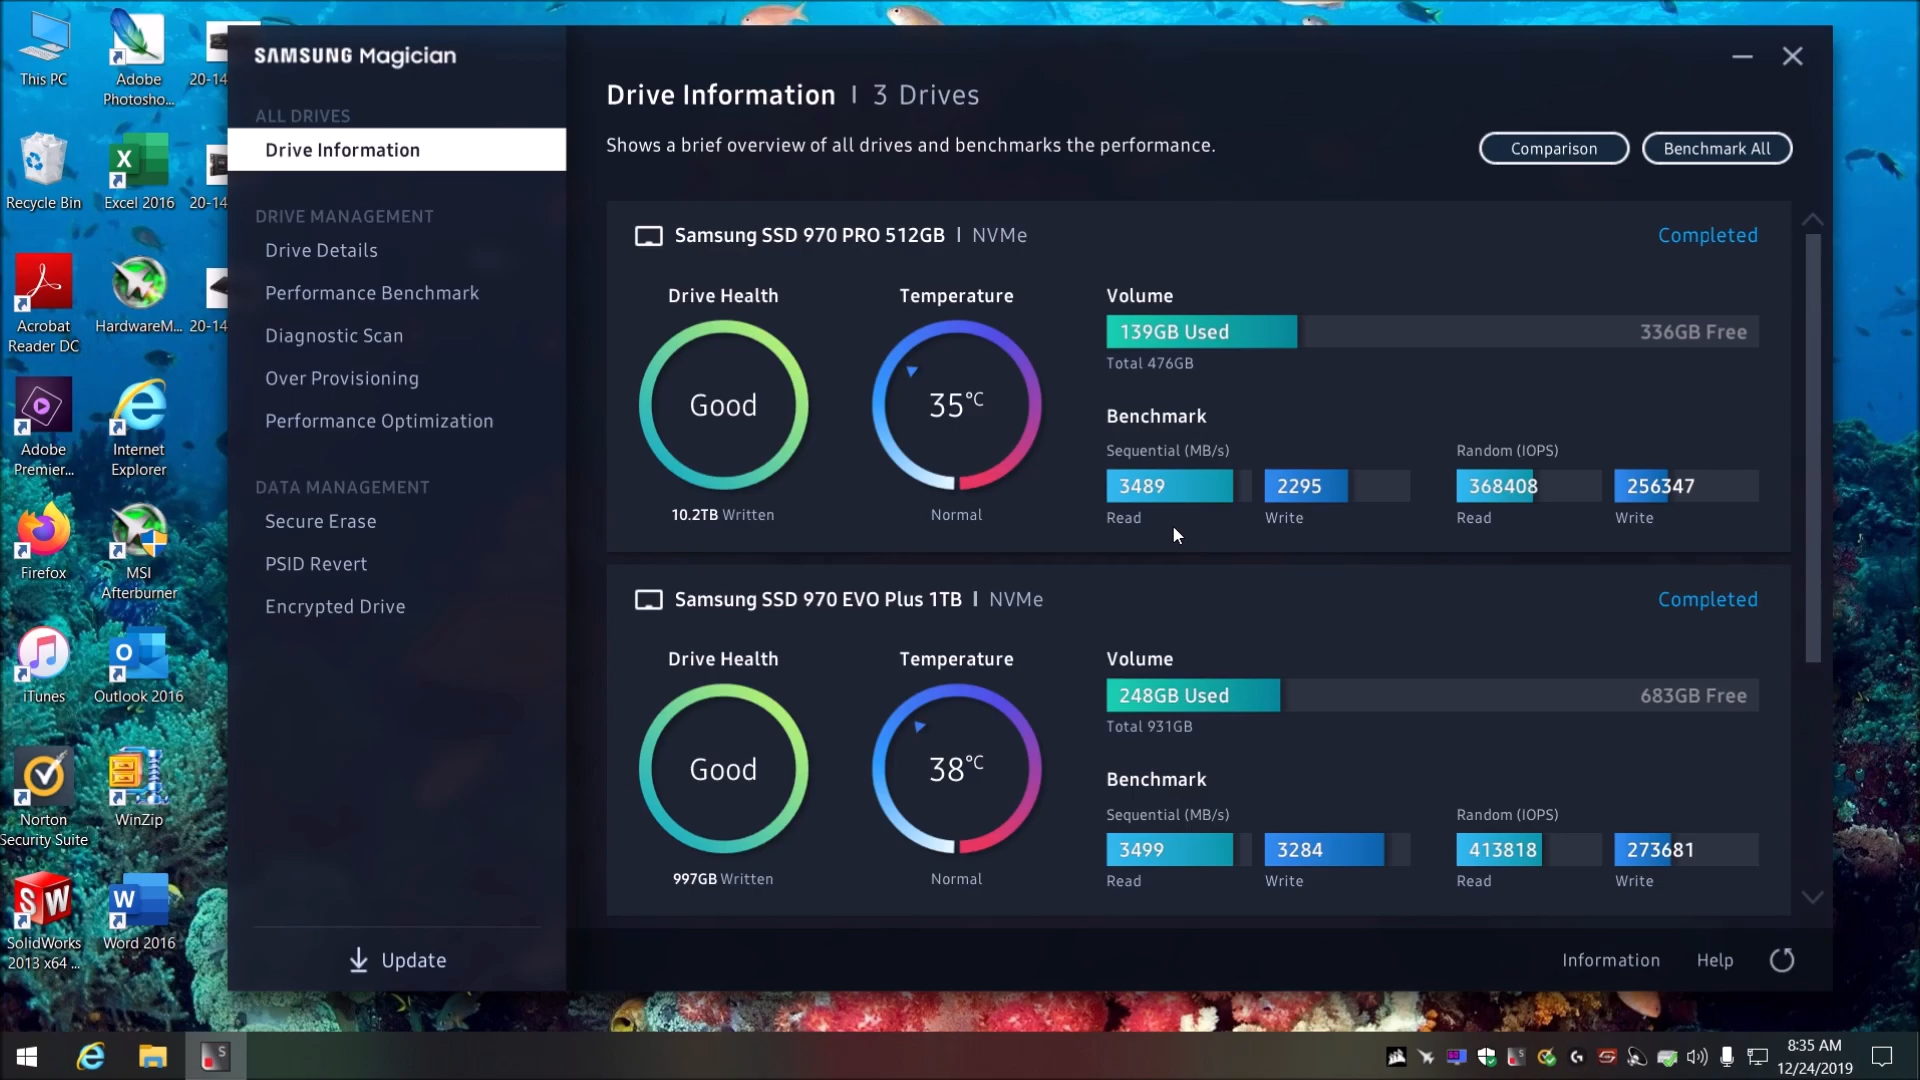 This PC
Adobe
Photosho...
20-14
Recycle Bin
Excel 2016
20-14
Acrobat
Reader DC
HardwareM...
20-14
Adobe
Premier...
Internet
Explorer
Firefox
MSI
Afterburner
iTunes
Outlook 2016
Norton
Security Suite
WinZip
SolidWorks
2013 x64 ...
Word 2016
SAMSUNG Magician
ALL DRIVES
Drive Information
DRIVE MANAGEMENT
Drive Details
Performance Benchmark
Diagnostic Scan
Over Provisioning
Performance Optimization
DATA MANAGEMENT
Secure Erase
PSID Revert
Encrypted Drive
Update
Drive Information | 3 Drives
Shows a brief overview of all drives and benchmarks the performance.
Comparison
Benchmark All
Samsung SSD 970 PRO 512GB | NVMe
Completed
Drive Health
Good
10.2TB Written
Temperature
35°C
Normal
Volume
139GB Used
336GB Free
Total 476GB
Benchmark
Sequential (MB/s)
Random (IOPS)
3489
2295
368408
256347
Read
Write
Read
Write
Samsung SSD 970 EVO Plus 1TB | NVMe
Completed
Drive Health
Good
997GB Written
Temperature
38°C
Normal
Volume
248GB Used
683GB Free
Total 931GB
Benchmark
Sequential (MB/s)
Random (IOPS)
3499
3284
413818
273681
Read
Write
Read
Write
Information
Help
8:35 AM
12/24/2019